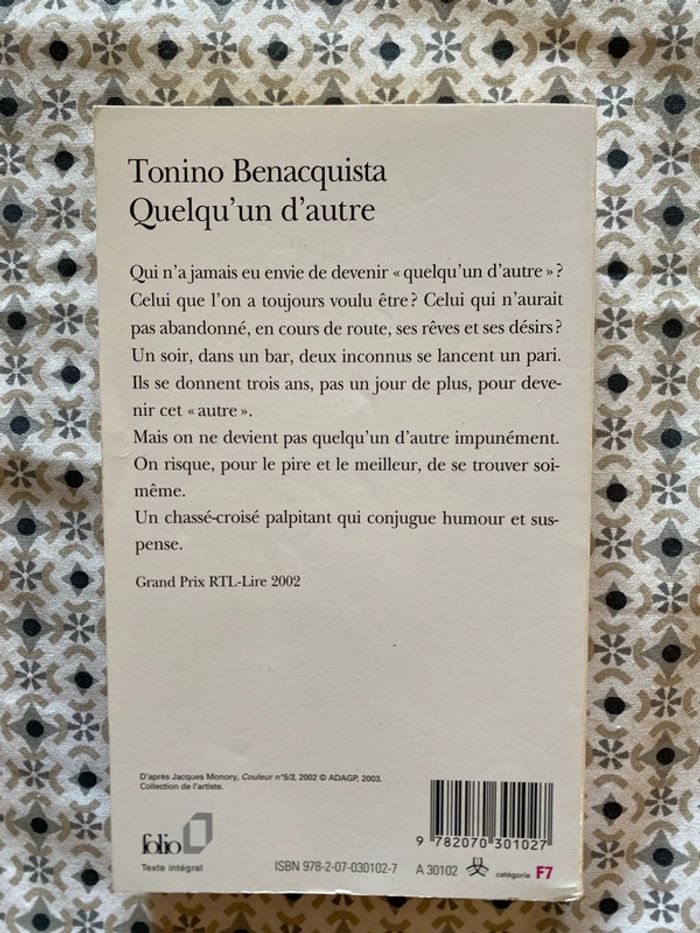 Tonino Benacquista
Quelqu'un d'autre
Qui n'a jamais eu envie de devenir « quelqu'un d'autre » ?
Celui que l'on a toujours voulu être ? Celui qui n'aurait
pas abandonné, en cours de route, ses rêves et ses désirs ?
Un soir, dans un bar, deux inconnus se lancent un pari.
Ils se donnent trois ans, pas un jour de plus, pour deve-
nir cet « autre ».
Mais on ne devient pas quelqu'un d'autre impunément.
On risque, pour le pire et le meilleur, de se trouver soi-
même.
Un chassé-croisé palpitant qui conjugue humour et sus-
pense.
Grand Prix RTL-Lire 2002
D'après Jacques Monory, Couleur n°5/3, 2002 © ADAGP, 2003.
Collection de l'artiste.
folio
Texte intégral
9 782070 301027
ISBN 978-2-07-030102-7 A 30102 catégorie F7